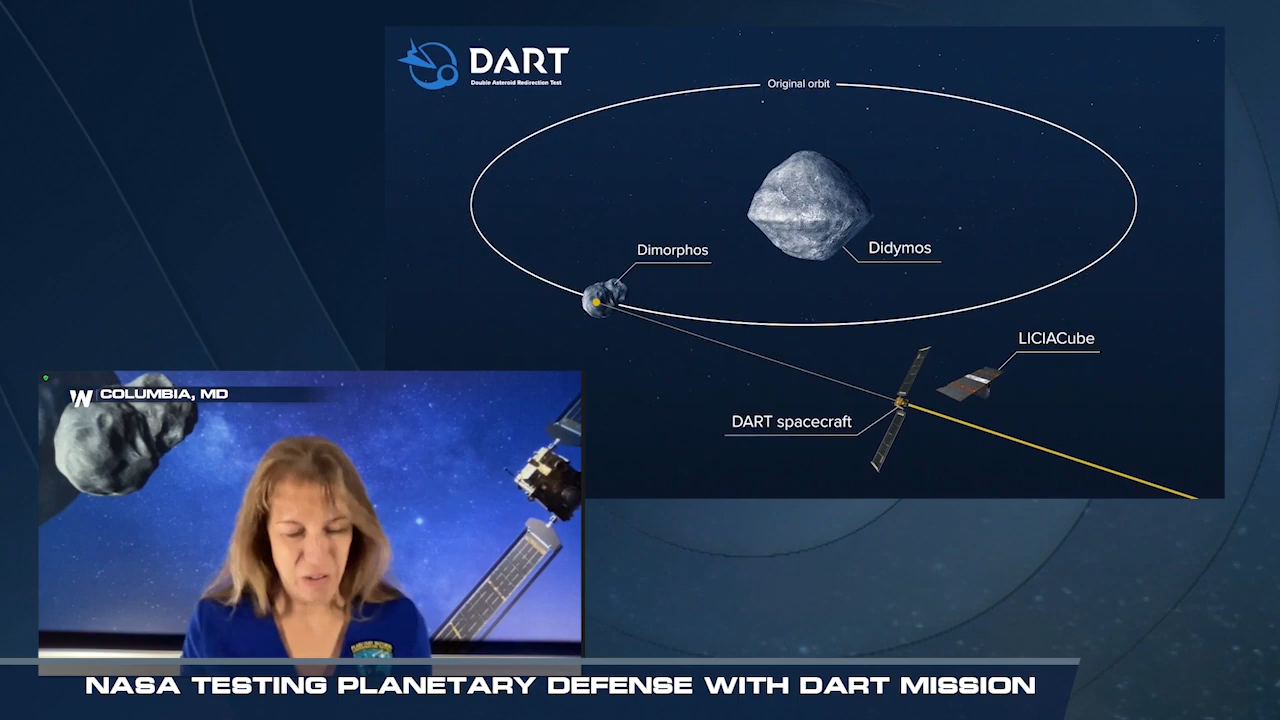 DART
Double Asteroid Redirection Test
Original orbit
Dimorphos
Didymos
LICIACube
DART spacecraft
W
COLUMBIA, MD
NASA TESTING PLANETARY DEFENSE WITH DART MISSION